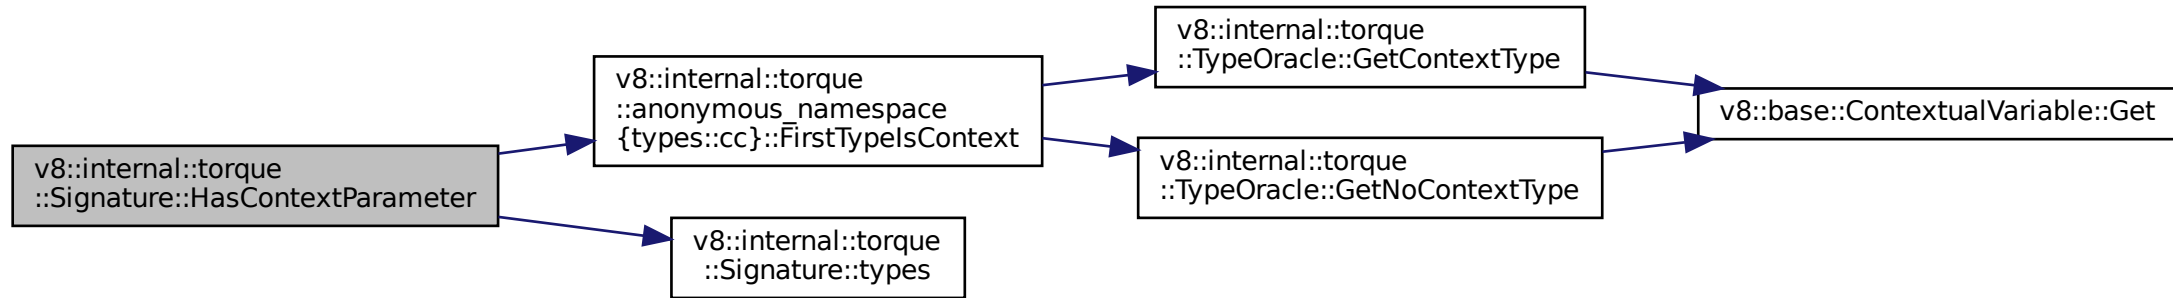 v8::internal::torque
::Signature::HasContextParameter
v8::internal::torque
::anonymous_namespace
{types::cc}::FirstTypeIsContext
v8::internal::torque
::Signature::types
v8::internal::torque
::TypeOracle::GetContextType
v8::internal::torque
::TypeOracle::GetNoContextType
v8::base::ContextualVariable::Get